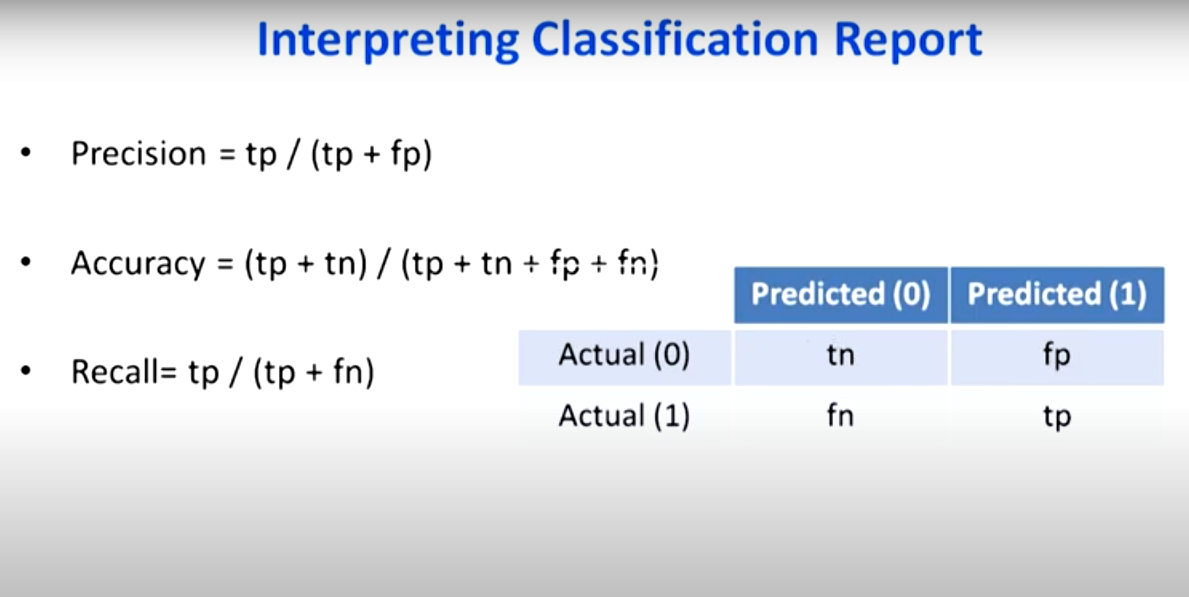 Interpreting Classification Report
• Precision = tp / (tp + fp)
• Accuracy = (tp + tn) / (tp + tn + fp + fn)
• Recall= tp / (tp + fn)
Predicted (0) Predicted (1)
Actual (0) tn fp
Actual (1) fn tp